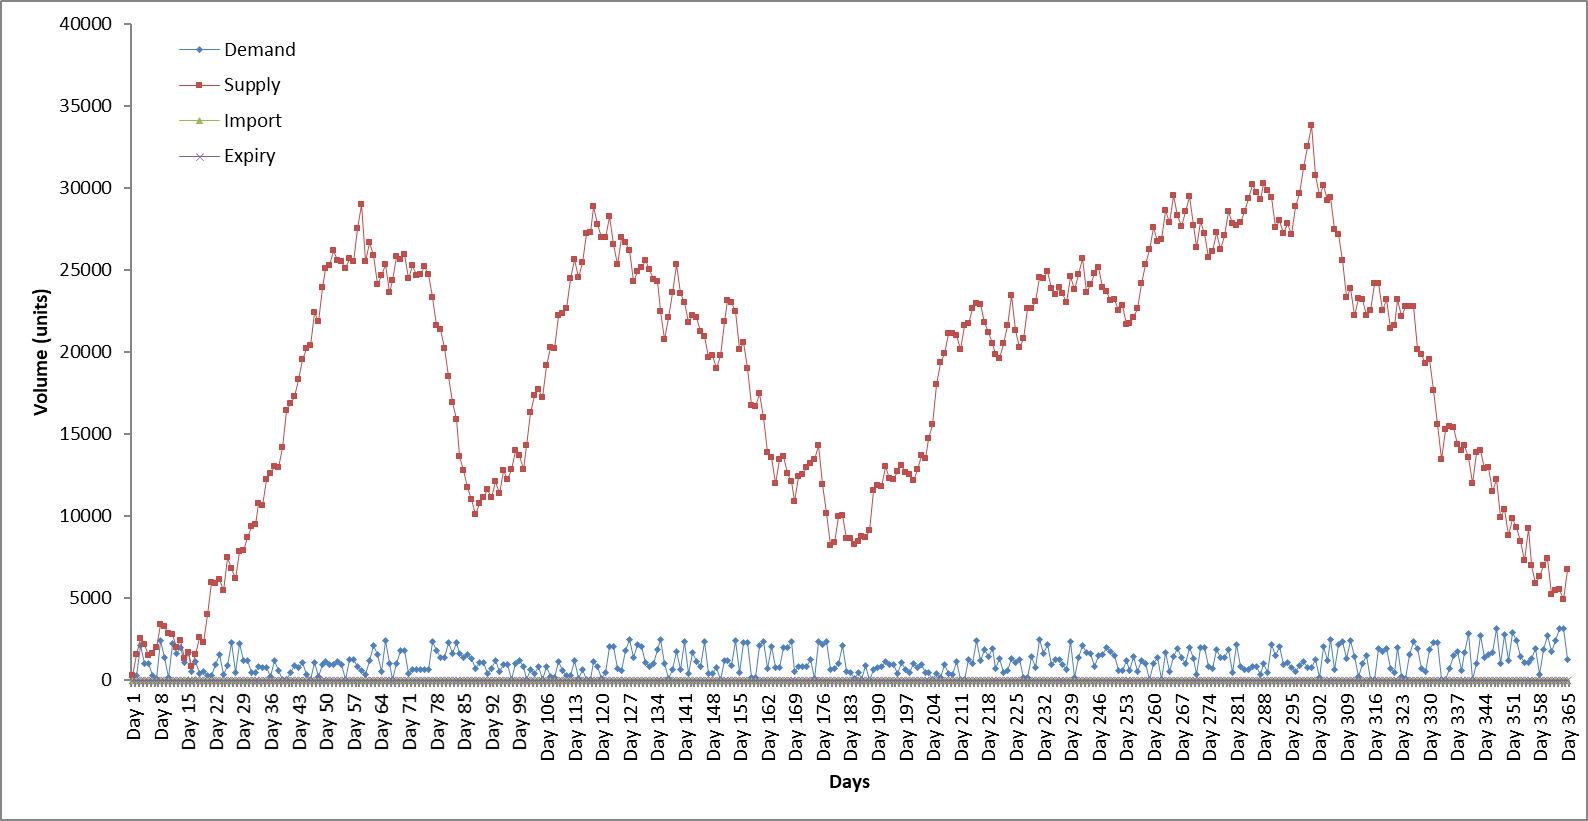 40000
35000
30000
25000
20000
15000
10000
5000
0
Volume (units)
Demand
Supply
Import
Expiry
Day 1
Day 8
Day 15
Day 22
Day 29
Day 36
Day 43
Day 50
Day 57
Day 64
Day 71
Day 78
Day 85
Day 92
Day 99
Day 106
Day 113
Day 120
Day 127
Day 134
Day 141
Day 148
Day 155
Day 162
Day 169
Day 176
Day 183
Day 190
Day 197
Day 204
Day 211
Day 218
Day 225
Day 232
Day 239
Day 246
Day 253
Day 260
Day 267
Day 274
Day 281
Day 288
Day 295
Day 302
Day 309
Day 316
Day 323
Day 330
Day 337
Day 344
Day 351
Day 358
Day 365
Days